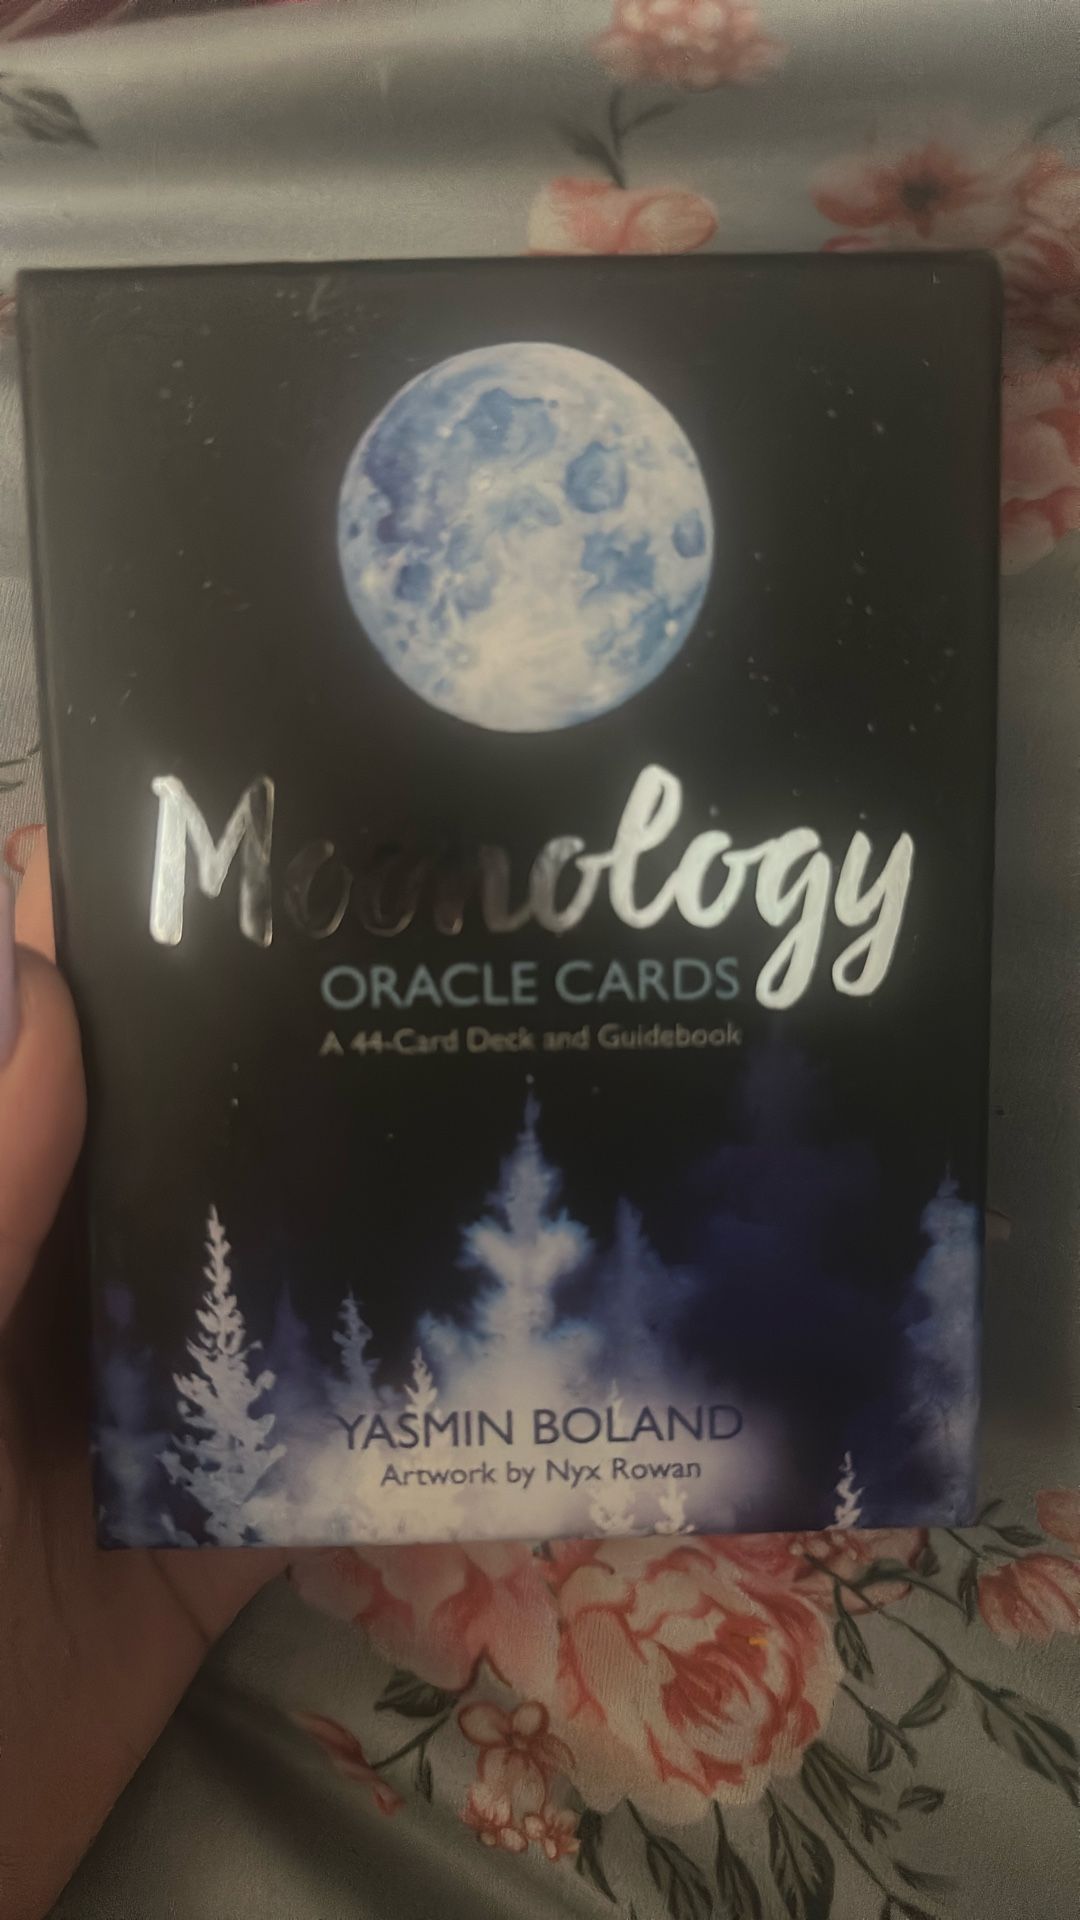 Moonology
ORACLE CARDS
A 44-Card Deck and Guidebook
YASMIN BOLAND
Artwork by Nyx Rowan